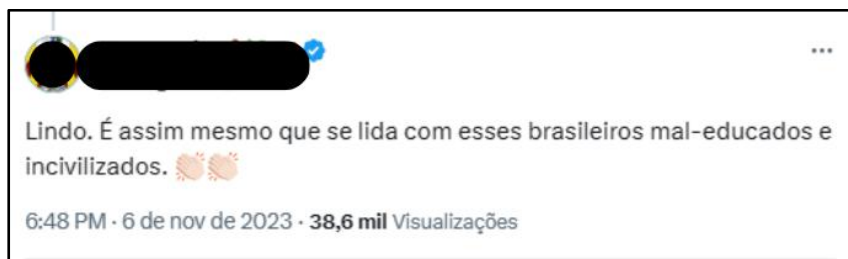 Lindo. É assim mesmo que se lida com esses brasileiros mal-educados e
incivilizados. 👏🏻👏🏻
6:48 PM · 6 de nov de 2023 · 38,6 mil Visualizações